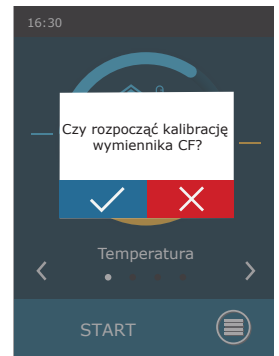 16:30
Czy rozpocząć kalibrację
wymiennika CF?
Temperatura
START